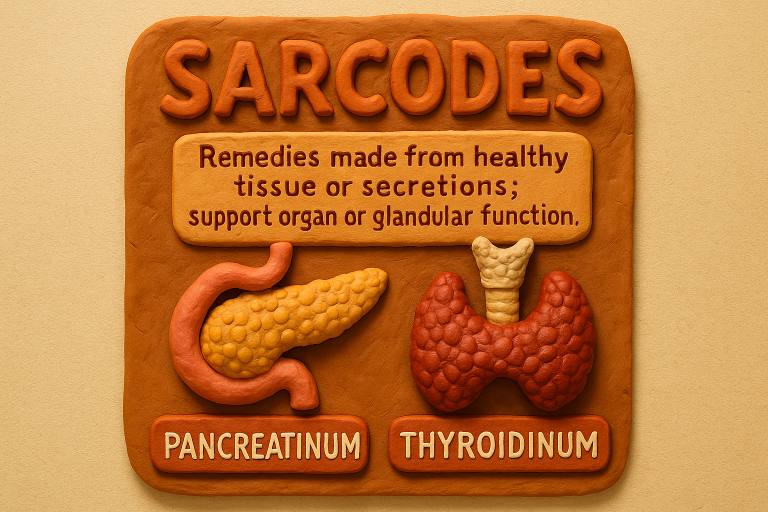 SARCODES
Remedies made from healthy
tissue or secretions;
support organ or glandular function.
PANCREATINUM
THYROIDINUM